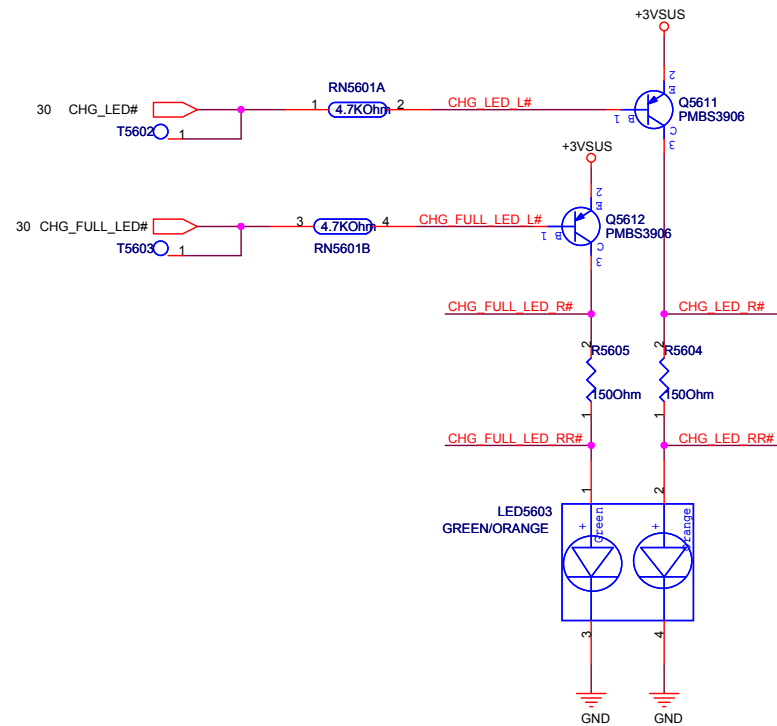 +3VSUS
RN5601A
30 CHG_LED#
1 4.7KOhm 2
CHG_LED_L#
2
E
B
1
C
3
Q5611
PMBS3906
T5602
1
+3VSUS
30 CHG_FULL_LED#
3 4.7KOhm 4
RN5601B
CHG_FULL_LED_L#
2
E
B
1
C
3
Q5612
PMBS3906
T5603
1
CHG_FULL_LED_R#
CHG_LED_R#
2
R5605
150Ohm
1
2
R5604
150Ohm
1
CHG_FULL_LED_RR#
CHG_LED_RR#
1
2
LED5603
GREEN/ORANGE
+
Green
+
Orange
3
4
GND
GND